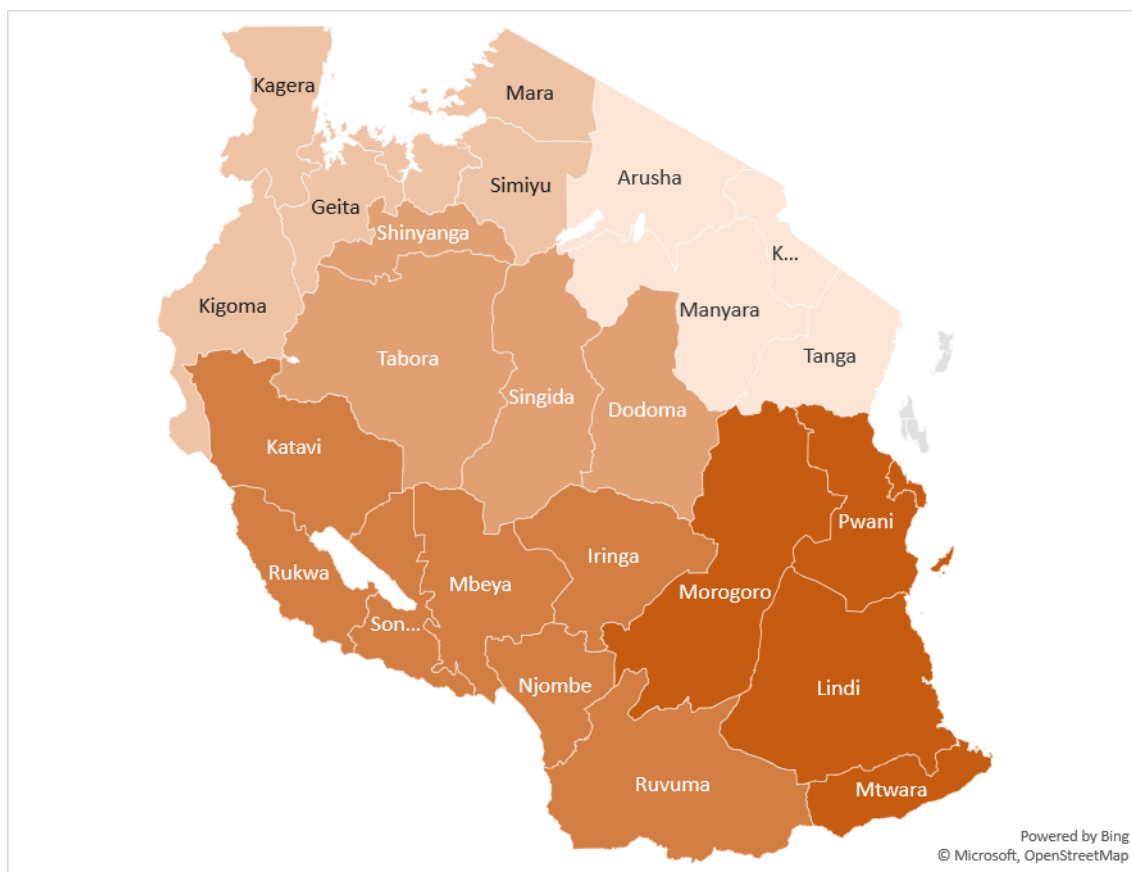 Kagera
Mara
Arusha
Simiyu
Geita
Shinyanga
K...
Kigoma
Manyara
Tanga
Tabora
Singida
Dodoma
Katavi
Pwani
Iringa
Rukwa
Mbeya
Morogoro
Son...
Njombe
Lindi
Ruvuma
Mtwara
Powered by Bing
© Microsoft, OpenStreetMap